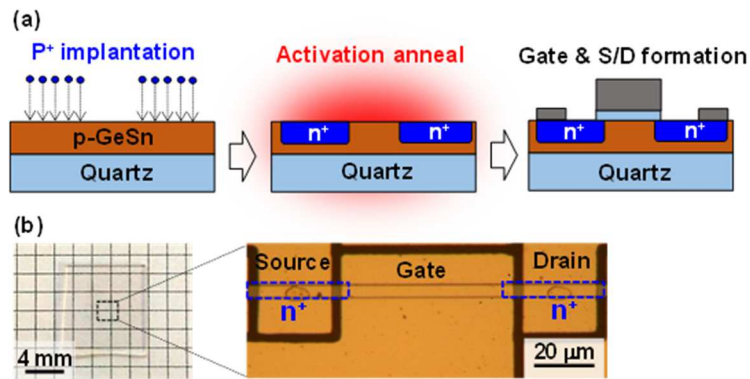 (a)
P⁺ implantation
Activation anneal
Gate & S/D formation
p-GeSn
n⁺
n⁺
n⁺
n⁺
Quartz
Quartz
Quartz
(b)
Source
Gate
Drain
n⁺
n⁺
4 mm
20 μm